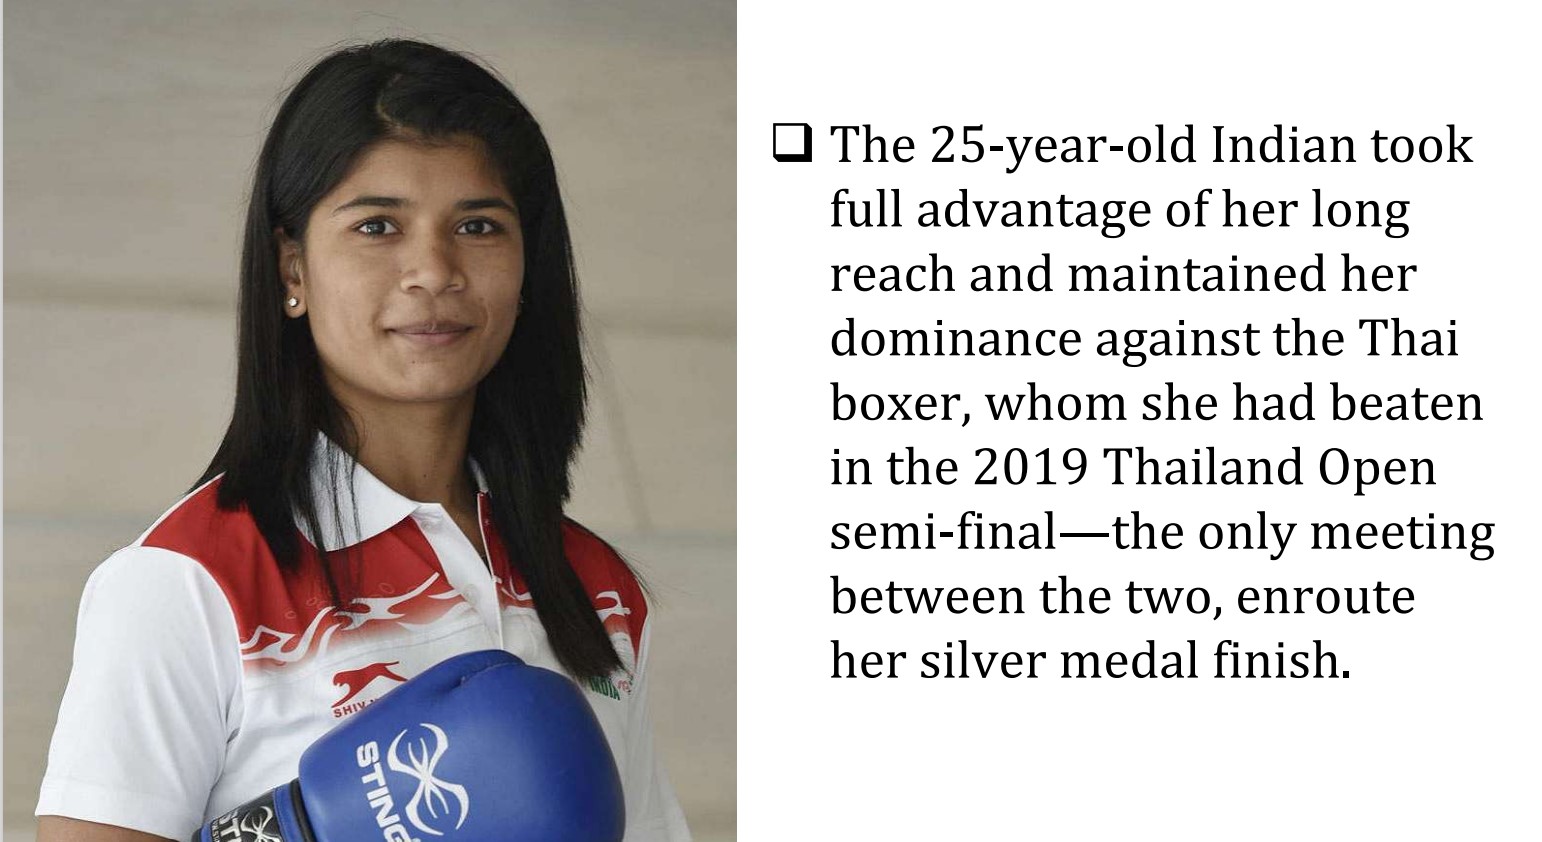 ❑ The 25-year-old Indian took
full advantage of her long
reach and maintained her
dominance against the Thai
boxer, whom she had beaten
in the 2019 Thailand Open
semi-final—the only meeting
between the two, enroute
her silver medal finish.
INDIA
SHIV
STING